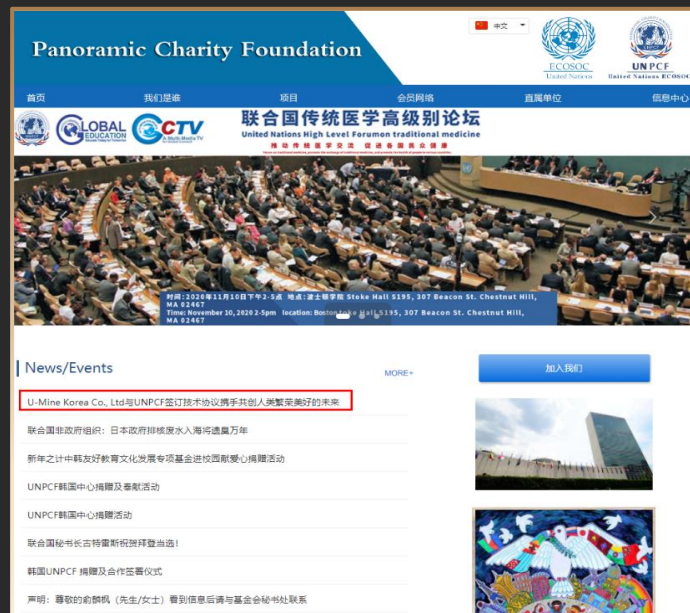 Panoramic Charity Foundation
中文
ECOSOC
United Nations
UNPCF
United Nations ECOSOC
首页 我们是谁 项目 会员网络 直属单位 信息中心
GLOBAL EDUCATION
CCTV
A Multi Media TV
联合国传统医学高级别论坛
United Nations High Level Forumon traditional medicine
推动传统医学交流 促进各国民众健康
时间:2020年11月10日下午2-5点 地点:波士顿学院 Stoke Hall S195, 307 Beacon St. Chestnut Hill,
MA 02467
Time: November 10, 2020 2-5pm location: Boston Stoke Hall S195, 307 Beacon St. Chestnut Hill,
MA 02467
News/Events
MORE+
加入我们
U-Mine Korea Co., Ltd与UNPCF签订技术协议携手共创人类繁荣美好的未来
联合国非政府组织：日本政府排核废水入海将遗臭万年
新年之计中韩友好教育文化发展专项基金进校园献爱心捐赠活动
UNPCF韩国中心捐赠及奉献活动
UNPCF韩国中心捐赠活动
联合国秘书长古特雷斯祝贺拜登当选!
韩国UNPCF 捐赠及合作签署仪式
声明：尊敬的俞麟枫（先生/女士）看到信息后请与基金会秘书处联系